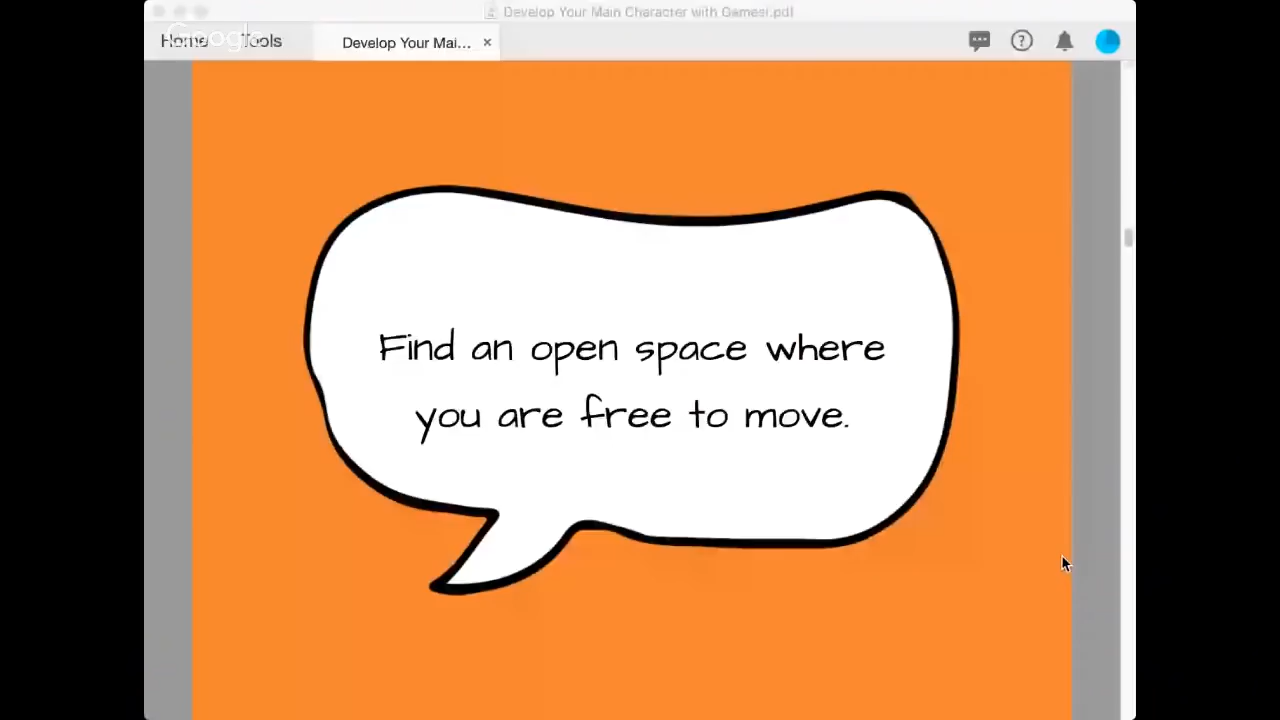 Develop Your Main Character with Games!.pdf
Google
Home Tools Develop Your Mai... ×
Find an open space where
you are free to move.